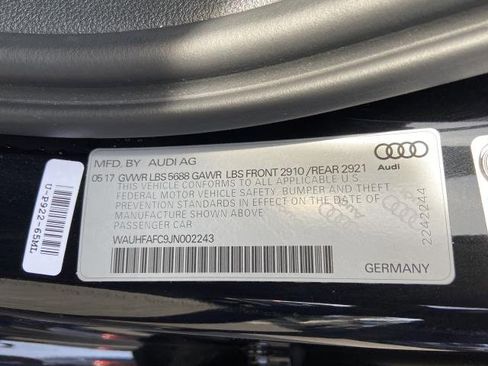 MFD. BY AUDI AG
Audi
05 17 GVWR LBS 5688 GAWR LBS FRONT 2910 /REAR 2921
THIS VEHICLE CONFORMS TO ALL APPLICABLE U.S.
FEDERAL MOTOR VEHICLE SAFETY, BUMPER AND THEFT
PREVENTION STANDARDS IN EFFECT ON THE DATE OF
MANUFACTURE SHOWN ABOVE
PASSENGER CAR
WAUHFAFC9JN002243
GERMANY
2242244
U-P922-65ML